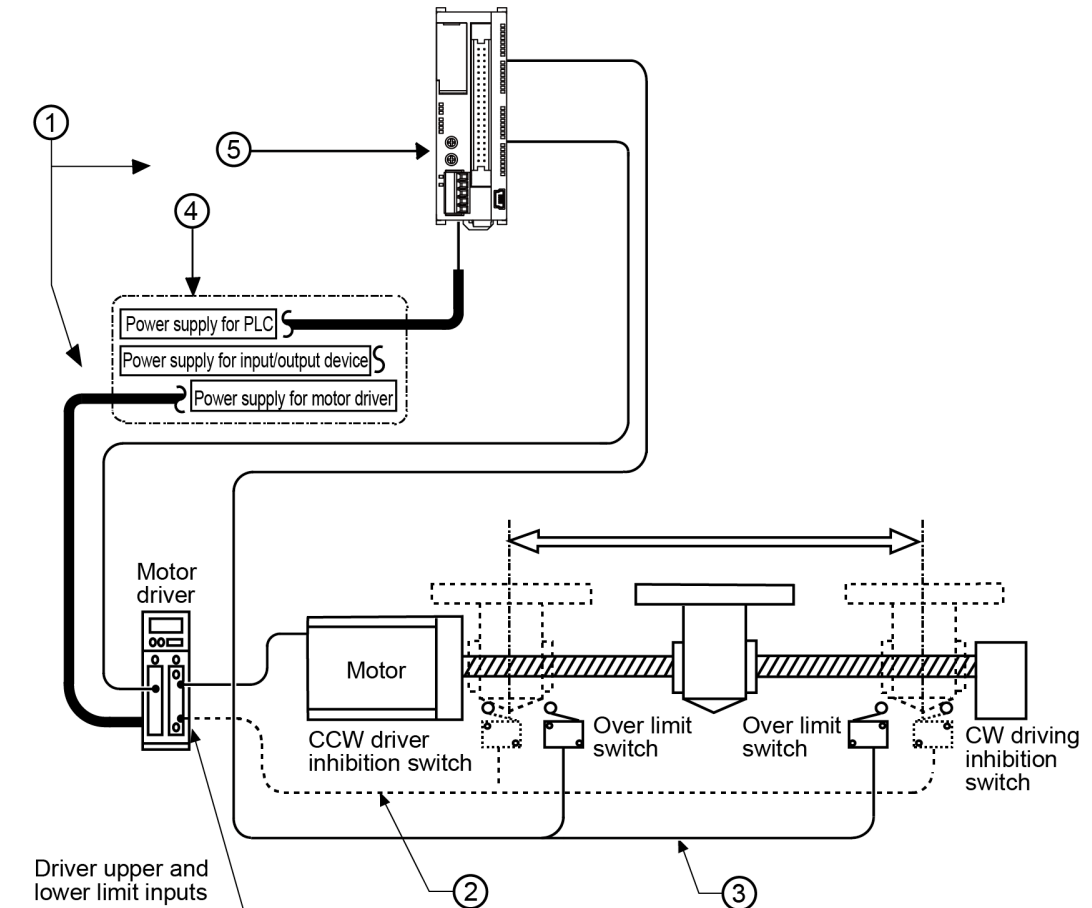 1
5
4
Power supply for PLC
Power supply for input/output device
Power supply for motor driver
Motor
driver
Motor
CCW driver
inhibition switch
Over limit
switch
Over limit
switch
CW driving
inhibition
switch
Driver upper and
lower limit inputs
2
3